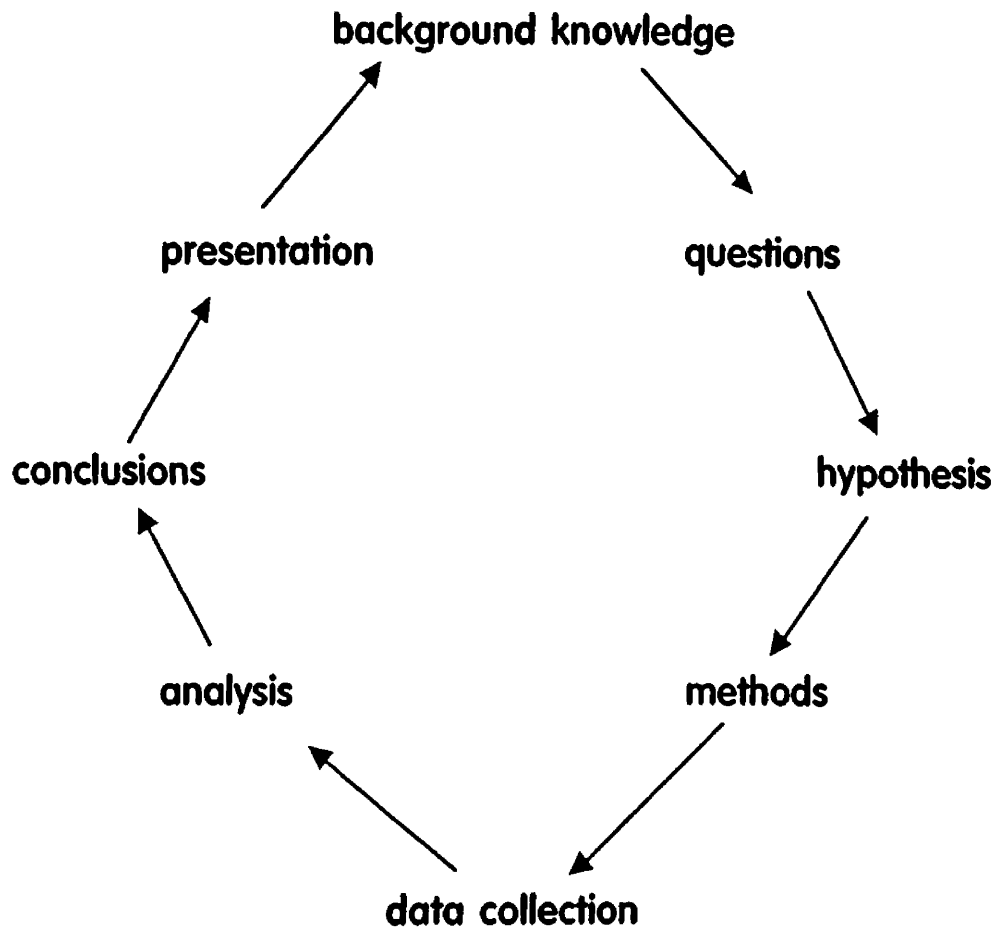 background knowledge
questions
hypothesis
methods
data collection
analysis
conclusions
presentation